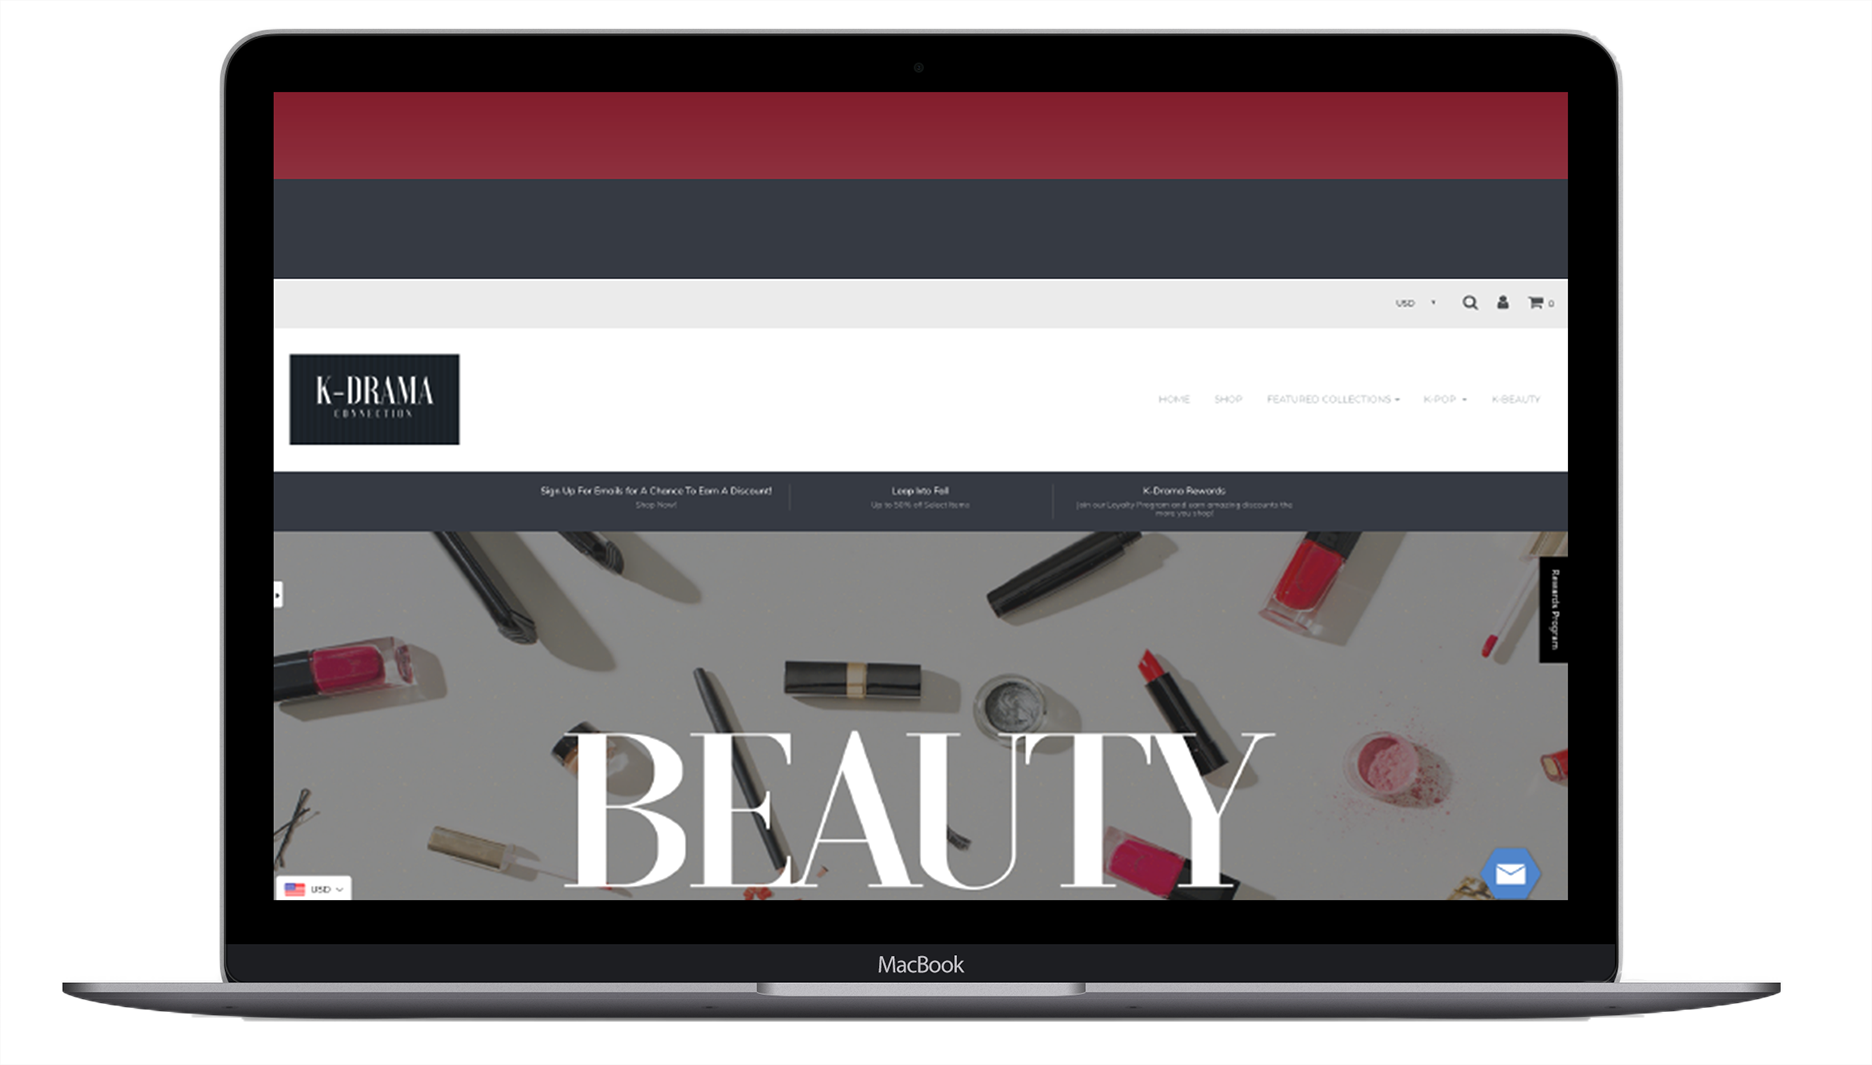 USD
0
K-DRAMA
CONNECTION
HOME SHOP FEATURED COLLECTIONS K-POP K-BEAUTY
Sign Up For Emails for A Chance To Earn A Discount!
Shop Now!
Leap Into Fall
Up to 50% off Select Items
K-Drama Rewards
Join our Loyalty Program and earn amazing discounts the
more you shop!
Rewards Program
BEAUTY
USD
MacBook